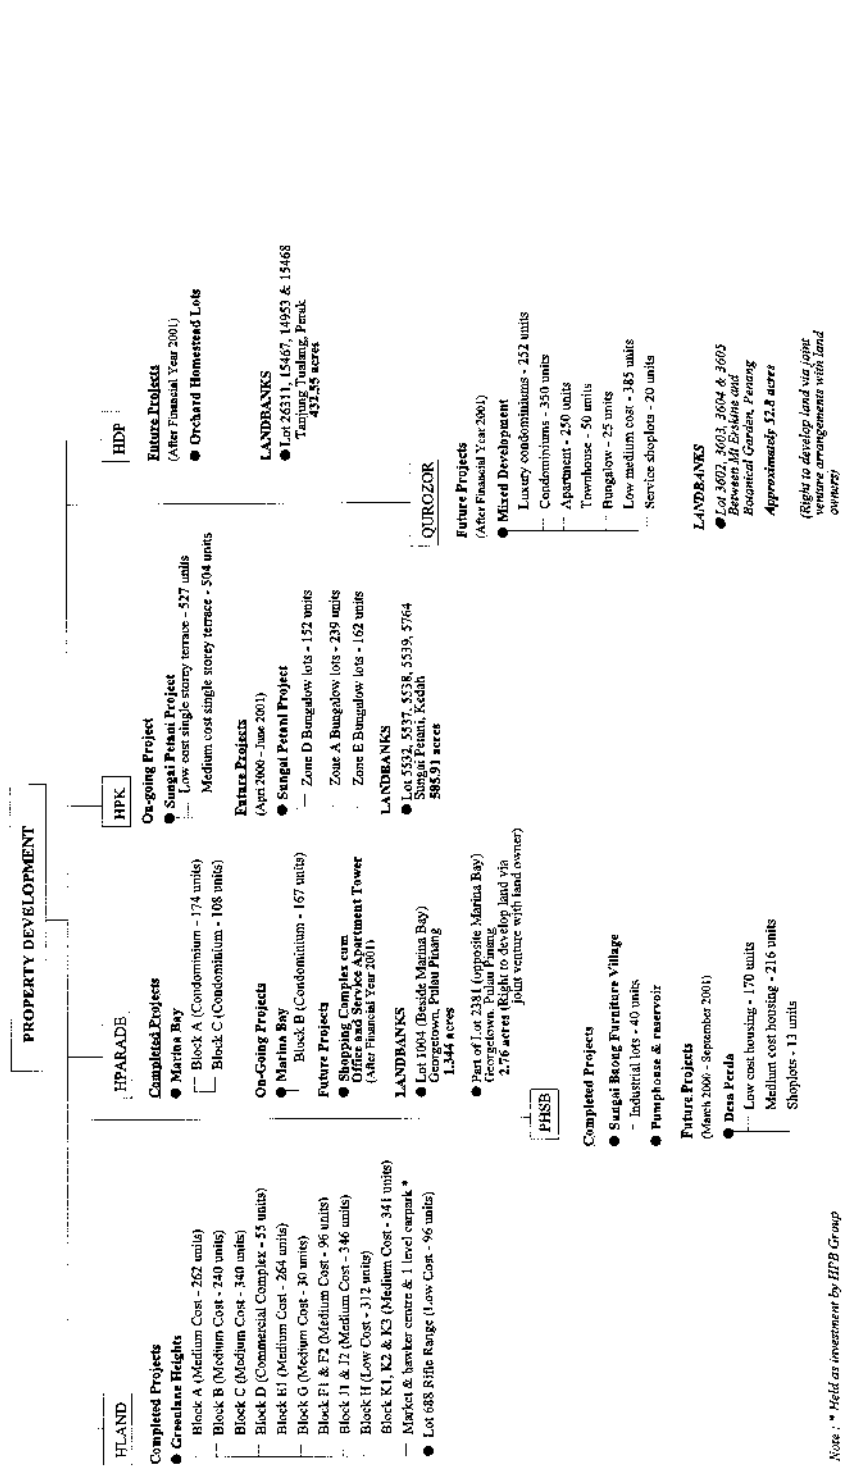 PROPERTY DEVELOPMENT
HLAND
Completed Projects
● Greenlane Heights
Block A (Medium Cost - 262 units)
Block B (Medium Cost - 240 units)
Block C (Medium Cost - 340 units)
Block D (Commercial Complex - 55 units)
Block E1 (Medium Cost - 264 units)
Block G (Medium Cost - 30 units)
Block F1 & F2 (Medium Cost - 96 units)
Block J1 & J2 (Medium Cost - 346 units)
Block H (Low Cost - 312 units)
Block K1, K2 & K3 (Medium Cost - 341 units)
Market & hawker centre & 1 level carpark *
● Lot 688 Rifle Range (Low Cost - 96 units)
HPARADE
Completed Projects
● Marina Bay
Block A (Condominium - 174 units)
Block C (Condominium - 108 units)
On-Going Projects
● Marina Bay
Block B (Condominium - 167 units)
Future Projects
● Shopping Complex cum
Office and Service Apartment Tower
(After Financial Year 2001)
LANDBANKS
● Lot 1004 (Beside Marina Bay)
Georgetown, Pulau Pinang
1.344 acres
● Part of Lot 2381 (opposite Marina Bay)
Georgetown, Pulau Pinang
2.76 acres (Right to develop land via
joint venture with land owner)
PHSB
Completed Projects
● Sungai Baong Furniture Village
- Industrial lots - 40 units
● Pumphouse & reservoir
Future Projects
(March 2000 - September 2001)
● Desa Perda
Low cost housing - 170 units
Medium cost housing - 216 units
Shoplots - 13 units
HPK
On-going Project
● Sungai Petani Project
Low cost single storey terrace - 527 units
Medium cost single storey terrace - 504 units
Future Projects
(April 2000 - June 2001)
● Sungai Petani Project
Zone D Bungalow lots - 152 units
Zone A Bungalow lots - 239 units
Zone E Bungalow lots - 162 units
LANDBANKS
● Lot 5532, 5537, 5538, 5539, 5764
Sungai Petani, Kedah
585.91 acres
HDP
Future Projects
(After Financial Year 2001)
● Orchard Homestead Lots
LANDBANKS
● Lot 26311, 15467, 14953 & 15468
Tanjung Tualang, Perak
432.55 acres
QUROZOR
Future Projects
(After Financial Year 2001)
● Mixed Development
Luxury condominiums - 252 units
Condominiums - 350 units
Apartment - 250 units
Townhouse - 50 units
Bungalow - 25 units
Low medium cost - 385 units
Service shoplots - 20 units
LANDBANKS
● Lot 3602, 3603, 3604 & 3605
Between Mt Erskine and
Botanical Garden, Penang
Approximately 52.8 acres
(Right to develop land via joint
venture arrangements with land
owners)
Note : * Held as investment by HPB Group